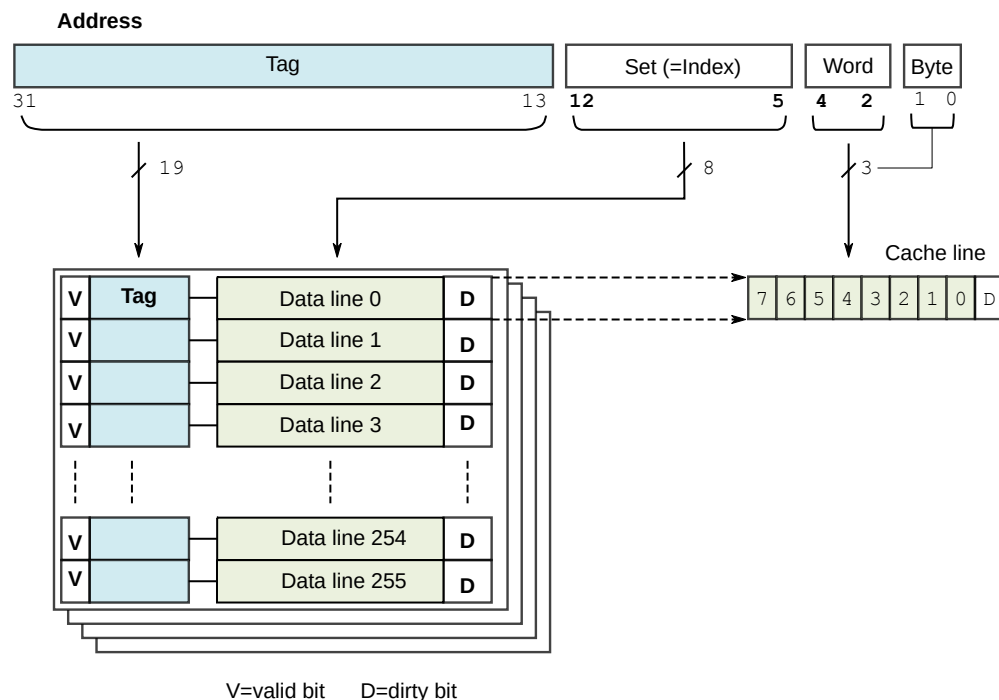 Address
Tag Set (=Index) Word Byte
31 13 12 5 4 2 1 0
19 8 3
Cache line
V Tag Data line 0 D 7 6 5 4 3 2 1 0 D
V Data line 1 D
V Data line 2 D
V Data line 3 D
V Data line 254 D
V Data line 255 D
V=valid bit D=dirty bit